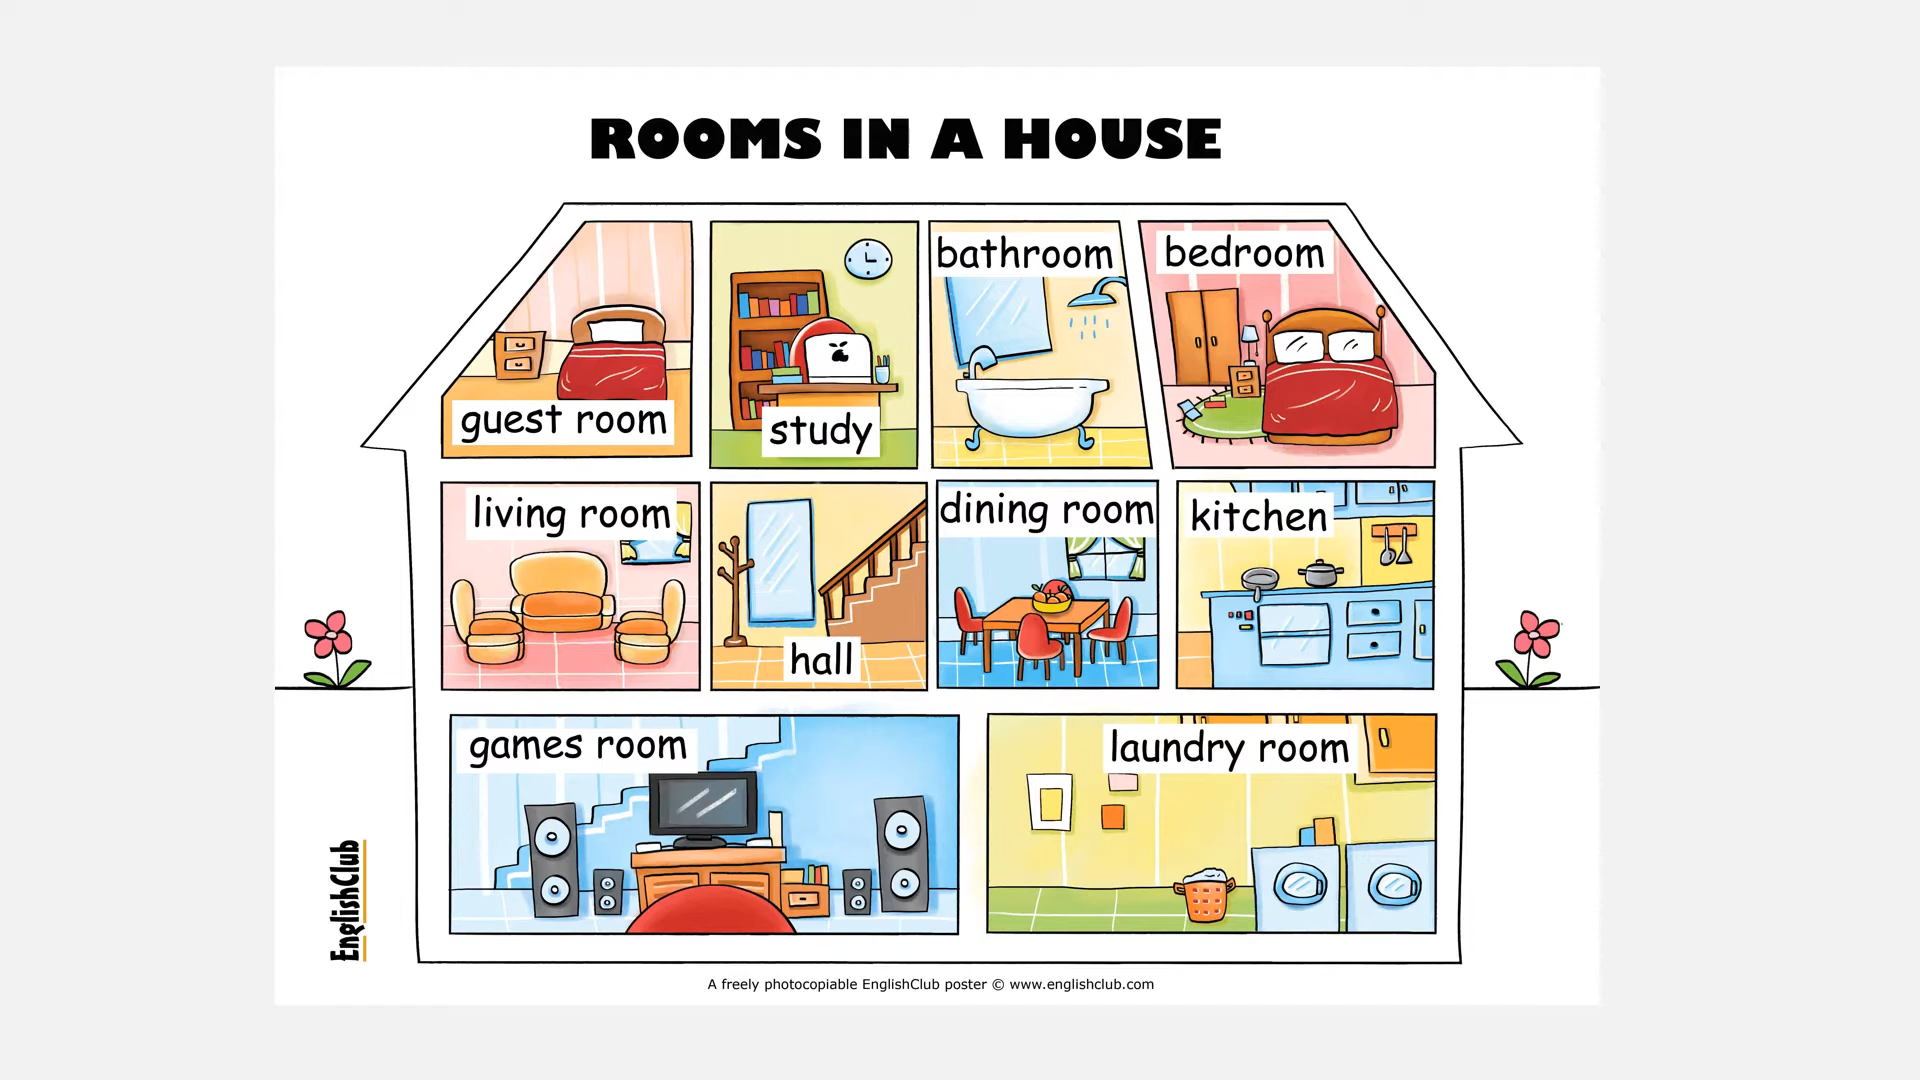 ROOMS IN A HOUSE
guest room
study
bathroom
bedroom
living room
hall
dining room
kitchen
games room
laundry room
EnglishClub
A freely photocopiable EnglishClub poster © www.englishclub.com